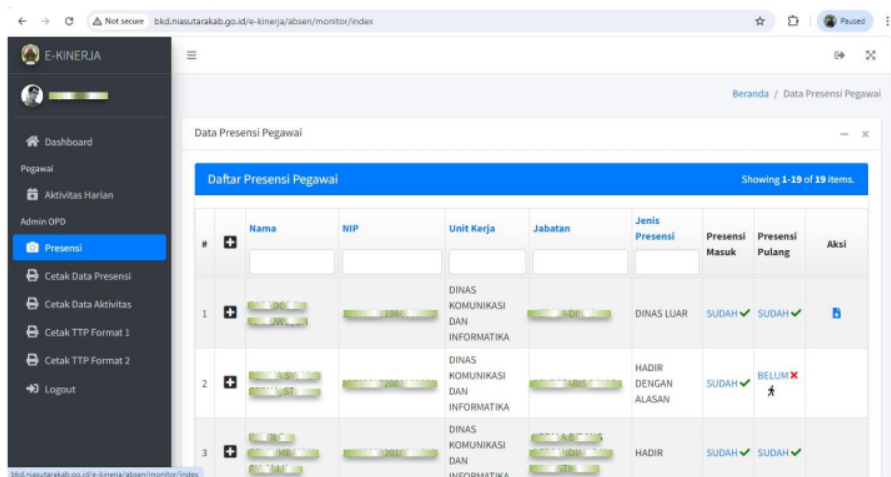 Not secure bkd.niasutarakab.go.id/e-kinerja/absen/monitor/index
Paused
E-KINERJA
Beranda / Data Presensi Pegawai
Dashboard
Pegawai
Aktivitas Harian
Admin OPD
Presensi
Cetak Data Presensi
Cetak Data Aktivitas
Cetak TTP Format 1
Cetak TTP Format 2
Logout
Data Presensi Pegawai
Daftar Presensi Pegawai
Showing 1-19 of 19 items.
# Nama NIP Unit Kerja Jabatan Jenis Presensi Presensi Masuk Presensi Pulang Aksi
1 DINAS KOMUNIKASI DAN INFORMATIKA DINAS LUAR SUDAH SUDAH
2 DINAS KOMUNIKASI DAN INFORMATIKA HADIR DENGAN ALASAN SUDAH BELUM
3 DINAS KOMUNIKASI DAN INFORMATIKA HADIR SUDAH SUDAH
bkd.niasutarakab.go.id/e-kinerja/absen/monitor/index